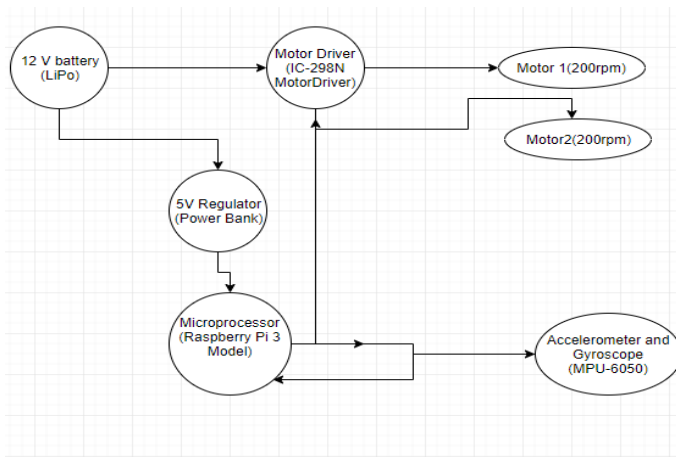 12 V battery
(LiPo)
Motor Driver
(IC-298N
MotorDriver)
Motor 1(200rpm)
Motor2(200rpm)
5V Regulator
(Power Bank)
Microprocessor
(Raspberry Pi 3
Model)
Accelerometer and
Gyroscope
(MPU-6050)